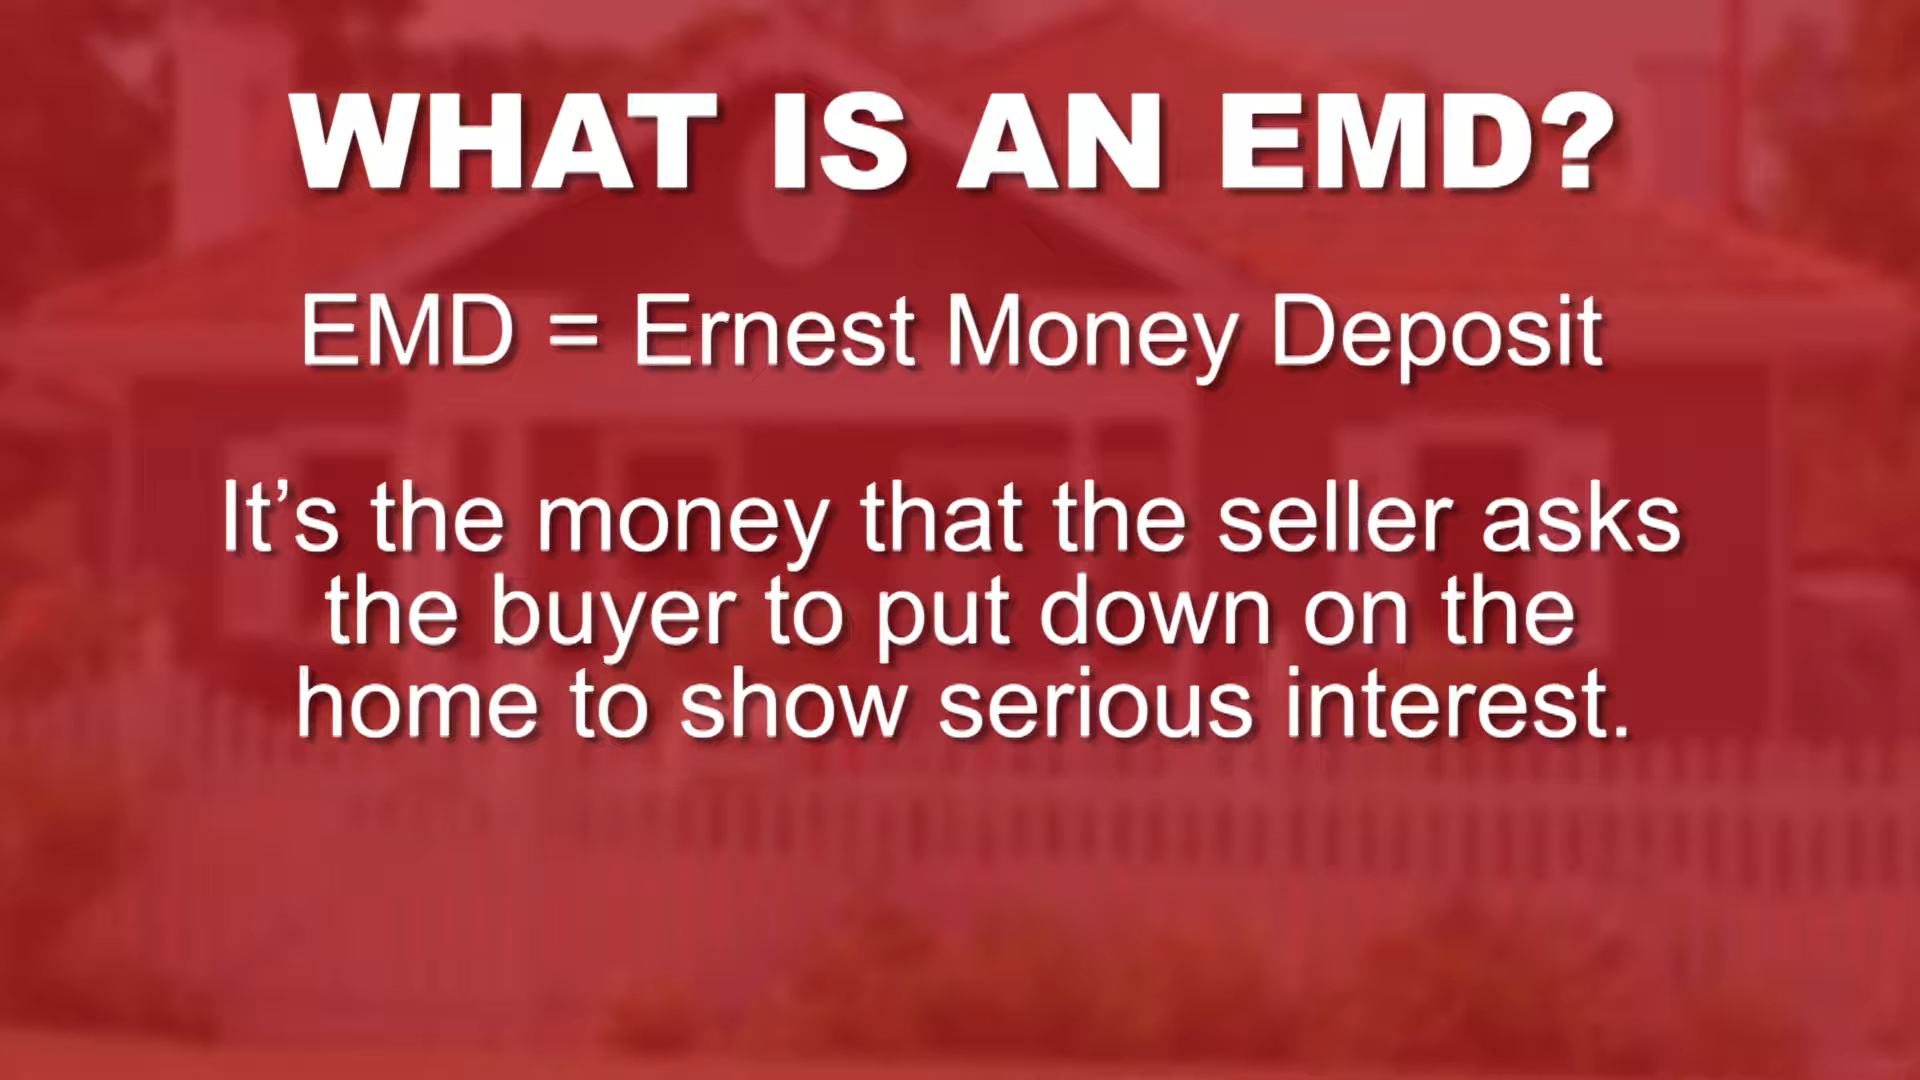 WHAT IS AN EMD?
EMD = Ernest Money Deposit
It’s the money that the seller asks
the buyer to put down on the
home to show serious interest.